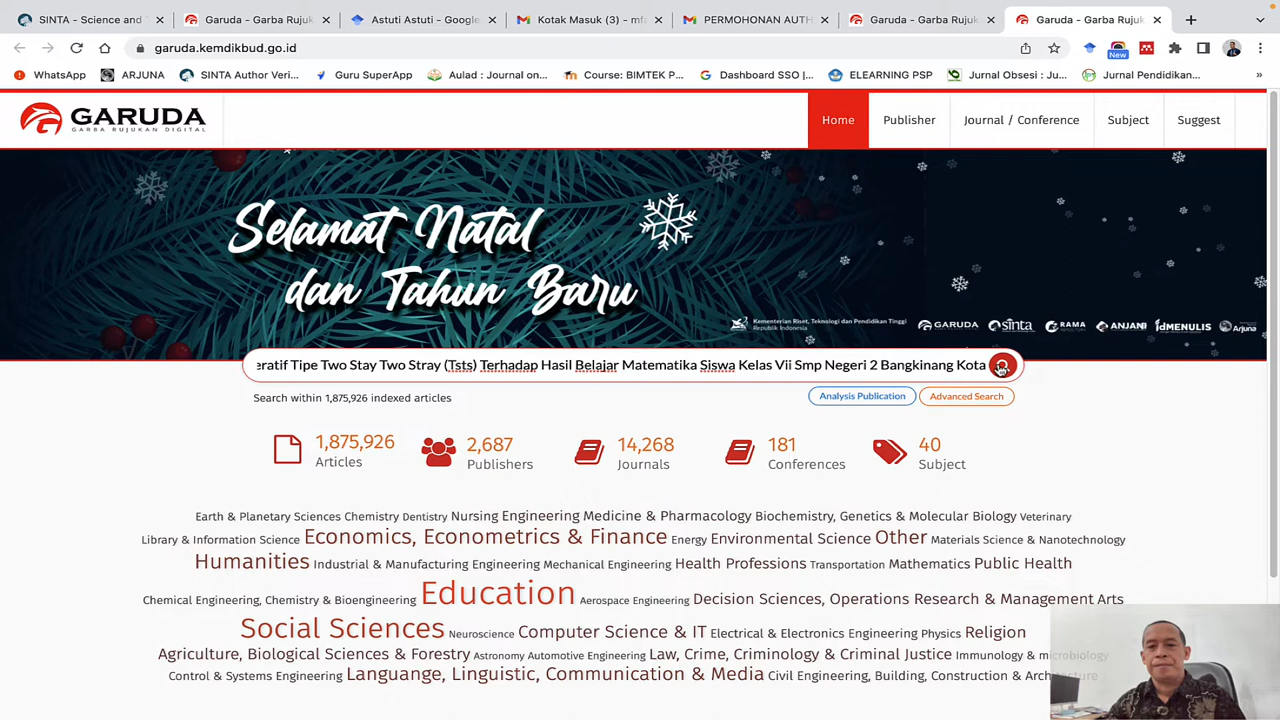 SINTA - Science and T
Garuda - Garba Rujuk
Astuti Astuti - Google
Kotak Masuk (3) - mfa
PERMOHONAN AUTH
Garuda - Garba Rujuk
Garuda - Garba Rujuk
garuda.kemdikbud.go.id
New
WhatsApp
ARJUNA
SINTA Author Veri...
Guru SuperApp
Aulad : Journal on...
Course: BIMTEK P...
Dashboard SSO |...
ELEARNING PSP
Jurnal Obsesi : Ju...
Jurnal Pendidikan...
GARUDA
GARBA RUJUKAN DIGITAL
Home
Publisher
Journal / Conference
Subject
Suggest
Selamat Natal
dan Tahun Baru
Kementerian Riset, Teknologi dan Pendidikan Tinggi
Republik Indonesia
GARUDA
sinta
RAMA
ANJANI
idMENULIS
Arjuna
eratif Tipe Two Stay Two Stray (Tsts) Terhadap Hasil Belajar Matematika Siswa Kelas Vii Smp Negeri 2 Bangkinang Kota
Search within 1,875,926 indexed articles
Analysis Publication
Advanced Search
1,875,926
Articles
2,687
Publishers
14,268
Journals
181
Conferences
40
Subject
Earth & Planetary Sciences Chemistry Dentistry Nursing Engineering Medicine & Pharmacology Biochemistry, Genetics & Molecular Biology Veterinary
Library & Information Science Economics, Econometrics & Finance Energy Environmental Science Other Materials Science & Nanotechnology
Humanities Industrial & Manufacturing Engineering Mechanical Engineering Health Professions Transportation Mathematics Public Health
Chemical Engineering, Chemistry & Bioengineering Education Aerospace Engineering Decision Sciences, Operations Research & Management Arts
Social Sciences Neuroscience Computer Science & IT Electrical & Electronics Engineering Physics Religion
Agriculture, Biological Sciences & Forestry Astronomy Automotive Engineering Law, Crime, Criminology & Criminal Justice Immunology & microbiology
Control & Systems Engineering Languange, Linguistic, Communication & Media Civil Engineering, Building, Construction & Architecture